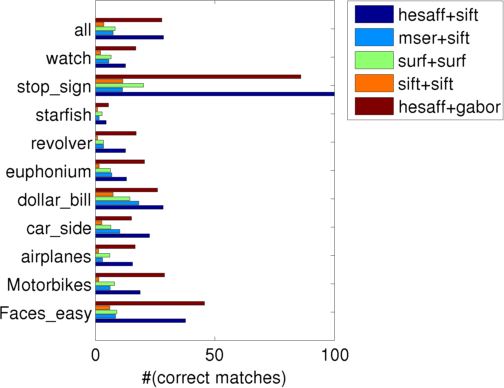 all
watch
stop_sign
starfish
revolver
euphonium
dollar_bill
car_side
airplanes
Motorbikes
Faces_easy
0 50 100
#(correct matches)
hesaff+sift
mser+sift
surf+surf
sift+sift
hesaff+gabor